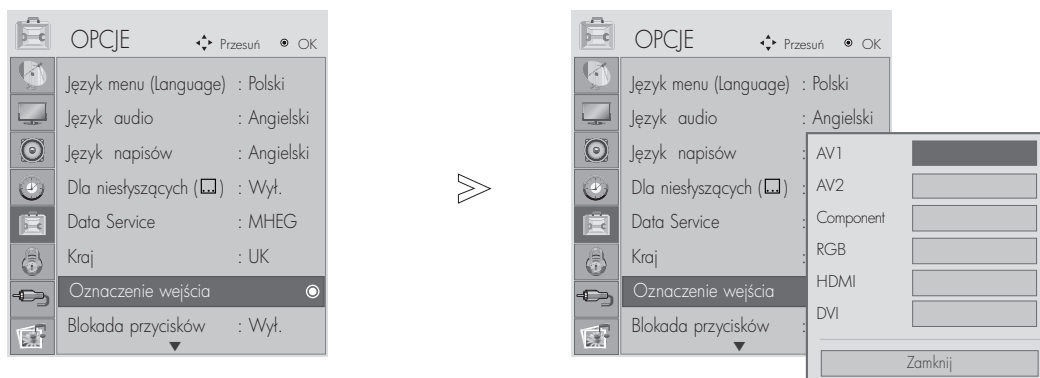 OPCJE Przesuń OK
Język menu (Language) : Polski
Język audio : Angielski
Język napisów : Angielski
Dla niesłyszących ( ) : Wył.
Data Service : MHEG
Kraj : UK
Oznaczenie wejścia
Blokada przycisków : Wył.
OPCJE Przesuń OK
Język menu (Language) : Polski
Język audio : Angielski
Język napisów :
Dla niesłyszących ( ) :
Data Service :
Kraj :
Oznaczenie wejścia
Blokada przycisków :
AV1
AV2
Component
RGB
HDMI
DVI
Zamknij